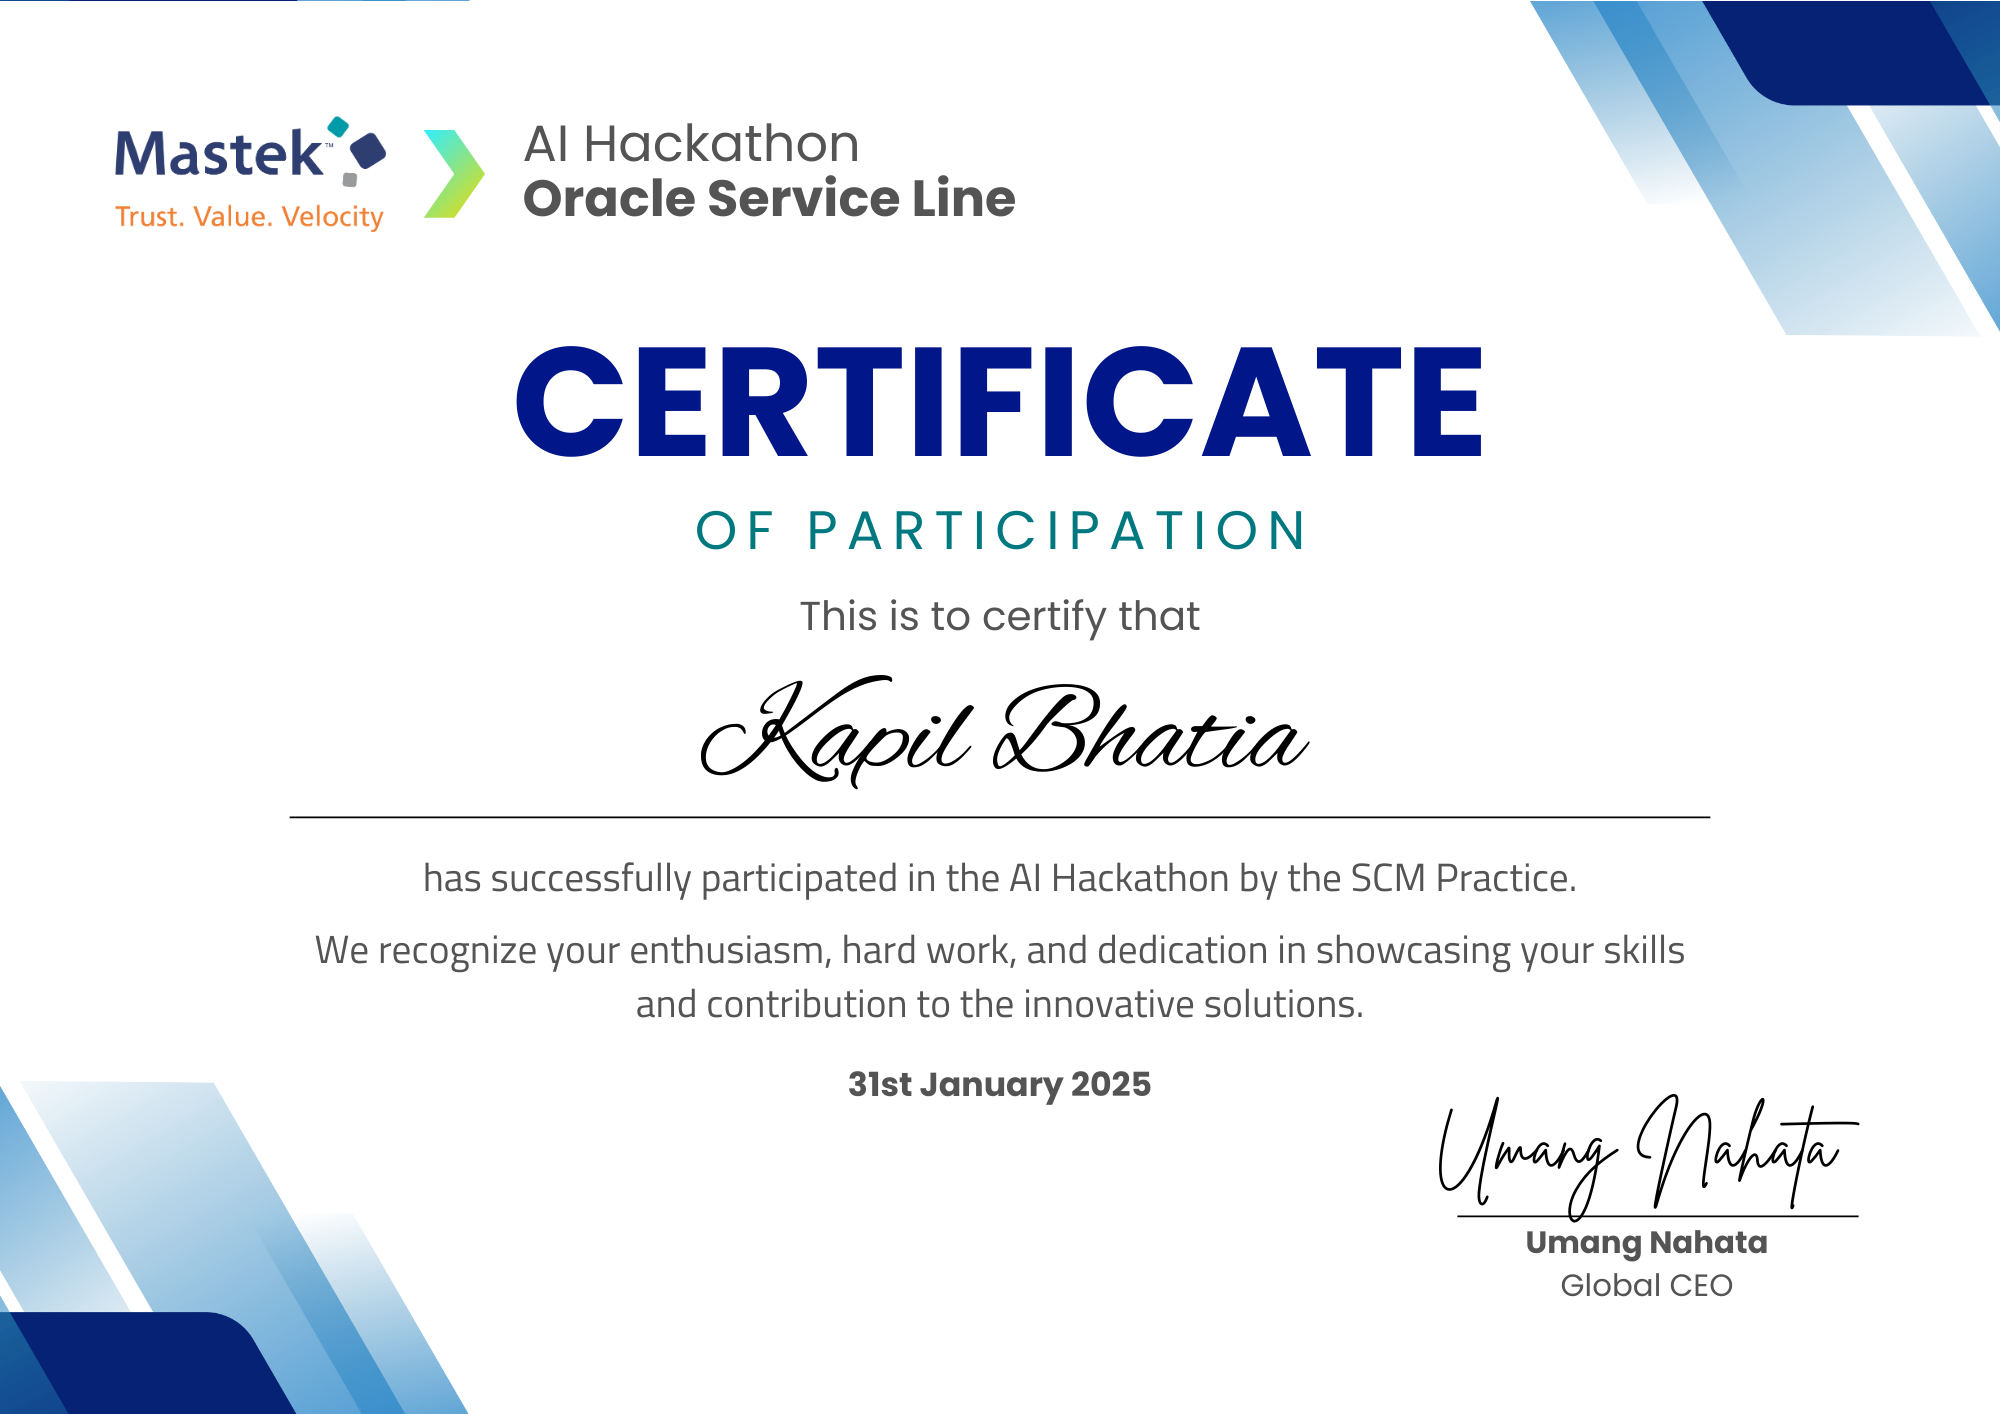 Mastek™
Trust. Value. Velocity
AI Hackathon
Oracle Service Line
CERTIFICATE
OF PARTICIPATION
This is to certify that
Kapil Bhatia
has successfully participated in the AI Hackathon by the SCM Practice.
We recognize your enthusiasm, hard work, and dedication in showcasing your skills
and contribution to the innovative solutions.
31st January 2025
Umang Nahata
Umang Nahata
Global CEO